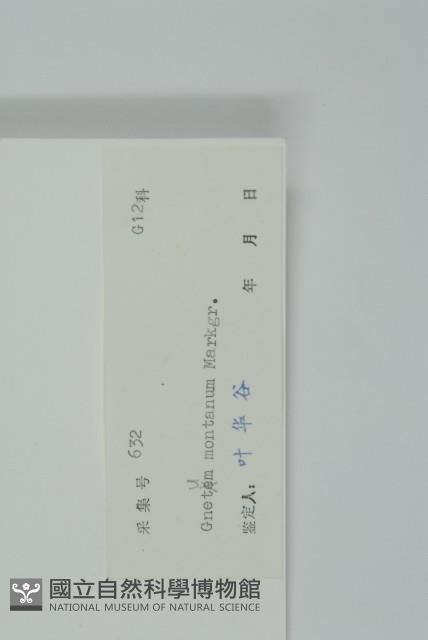 采集号 632 G12科
Gnetum montanum Markgr.
鉴定人: 叶华谷 年 月 日
國立自然科學博物館
NATIONAL MUSEUM OF NATURAL SCIENCE